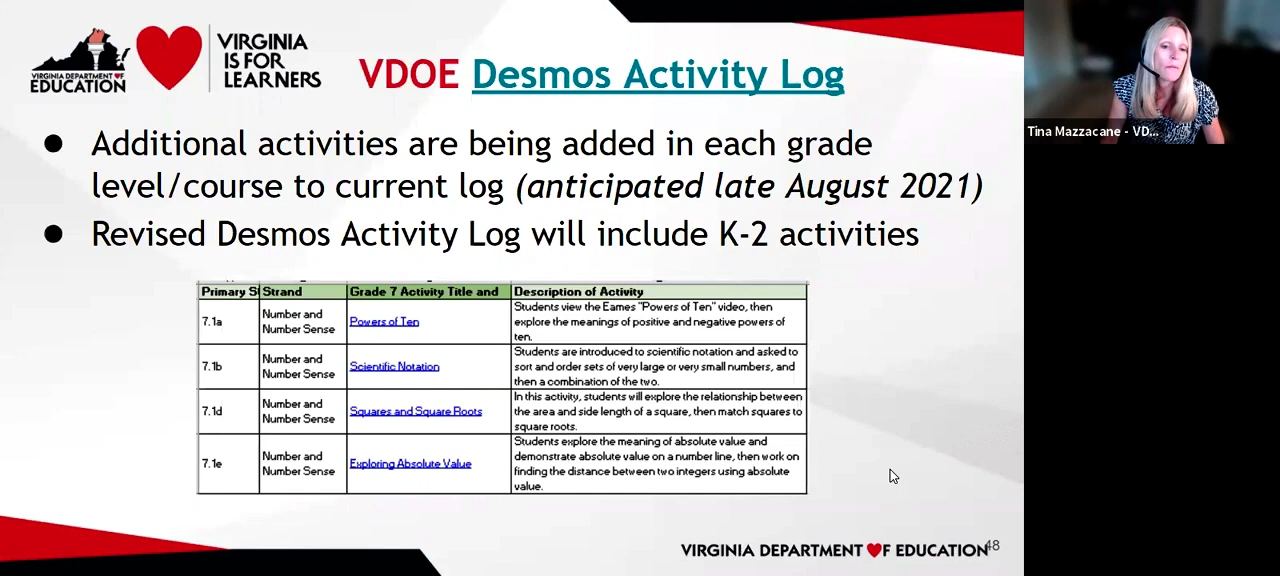 VIRGINIA DEPARTMENT OF
EDUCATION
VIRGINIA
IS FOR
LEARNERS
VDOE Desmos Activity Log
● Additional activities are being added in each grade
level/course to current log (anticipated late August 2021)
● Revised Desmos Activity Log will include K-2 activities
Primary St Strand Grade 7 Activity Title and Description of Activity
7.1a
Number and
Number Sense
Powers of Ten
Students view the Eames "Powers of Ten" video, then
explore the meanings of positive and negative powers of
ten.
7.1b
Number and
Number Sense
Scientific Notation
Students are introduced to scientific notation and asked to
sort and order sets of very large or very small numbers, and
then a combination of the two.
7.1d
Number and
Number Sense
Squares and Square Roots
In this activity, students will explore the relationship between
the area and side length of a square, then match squares to
square roots.
7.1e
Number and
Number Sense
Exploring Absolute Value
Students explore the meaning of absolute value and
demonstrate absolute value on a number line, then work on
finding the distance between two integers using absolute
value.
VIRGINIA DEPARTMENT OF EDUCATION
48
Tina Mazzacane - VD...